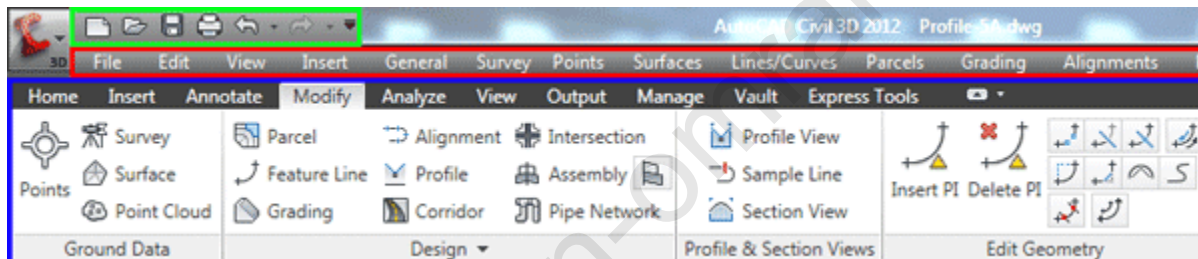 AutoCAD Civil 3D 2012 Profile-5A.dwg
3D File Edit View Insert General Survey Points Surfaces Lines/Curves Parcels Grading Alignments
Home Insert Annotate Modify Analyze View Output Manage Vault Express Tools
Survey Parcel Alignment Intersection Profile View
Surface Feature Line Profile Assembly Sample Line
Points Insert PI Delete PI
Point Cloud Grading Corridor Pipe Network Section View
Ground Data Design Profile & Section Views Edit Geometry